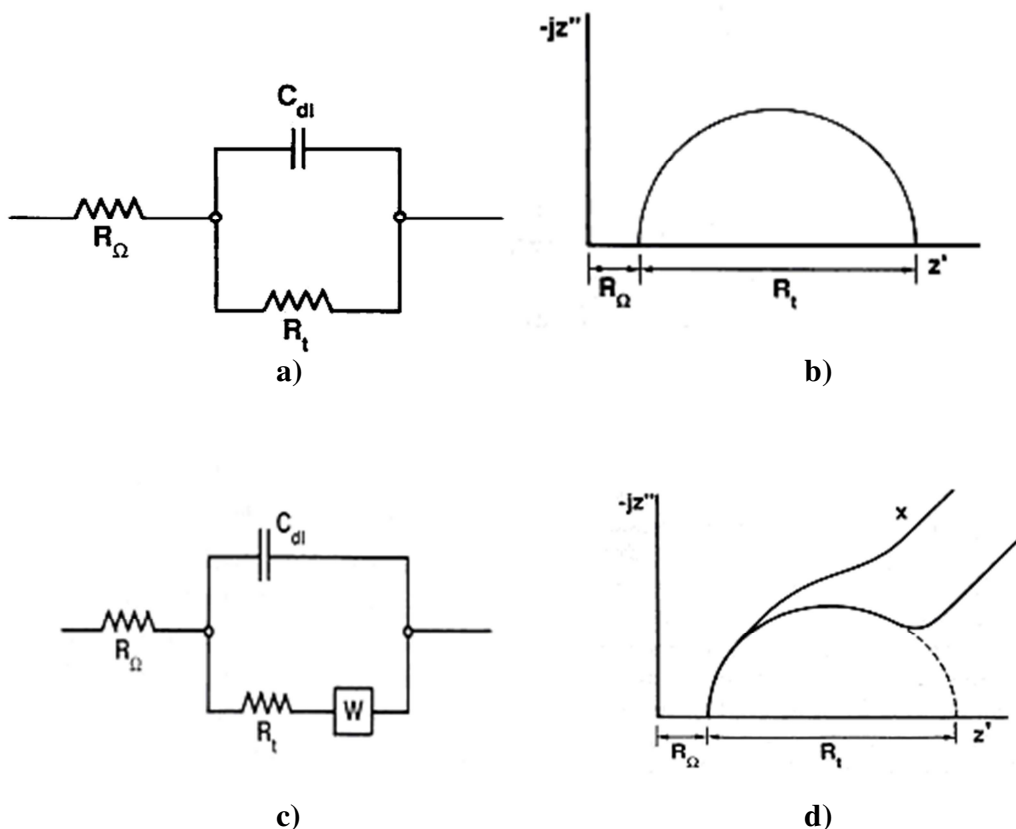 C_dl
R_Ω
R_t
a)
-jz"
z'
R_Ω
R_t
b)
C_dl
R_Ω
R_t
W
c)
-jz"
x
z'
R_Ω
R_t
d)